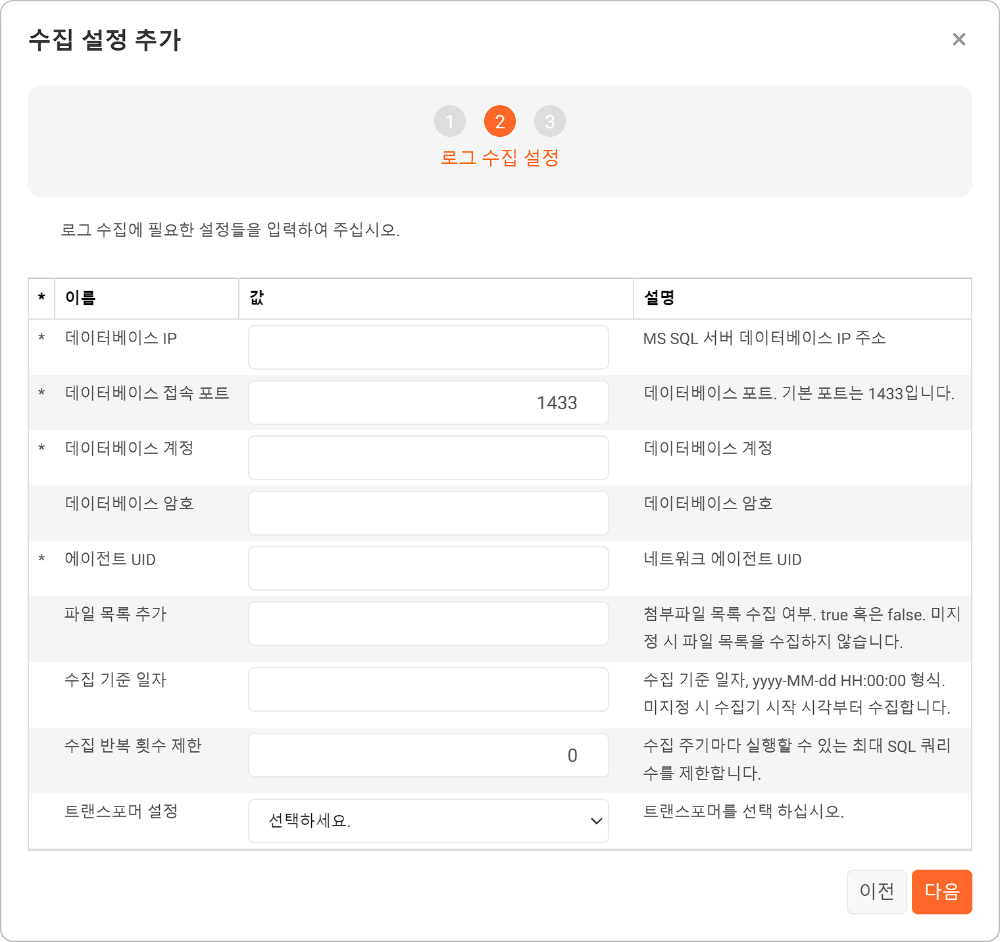 수집 설정 추가
×
1 2 3
로그 수집 설정
로그 수집에 필요한 설정들을 입력하여 주십시오.
* 이름 값 설명
* 데이터베이스 IP MS SQL 서버 데이터베이스 IP 주소
* 데이터베이스 접속 포트 1433 데이터베이스 포트. 기본 포트는 1433입니다.
* 데이터베이스 계정 데이터베이스 계정
데이터베이스 암호 데이터베이스 암호
* 에이전트 UID 네트워크 에이전트 UID
파일 목록 추가 첨부파일 목록 수집 여부. true 혹은 false. 미지
정 시 파일 목록을 수집하지 않습니다.
수집 기준 일자 수집 기준 일자, yyyy-MM-dd HH:00:00 형식.
미지정 시 수집기 시작 시각부터 수집합니다.
수집 반복 횟수 제한 0 수집 주기마다 실행할 수 있는 최대 SQL 쿼리
수를 제한합니다.
트랜스포머 설정 선택하세요. 트랜스포머를 선택 하십시오.
이전 다음